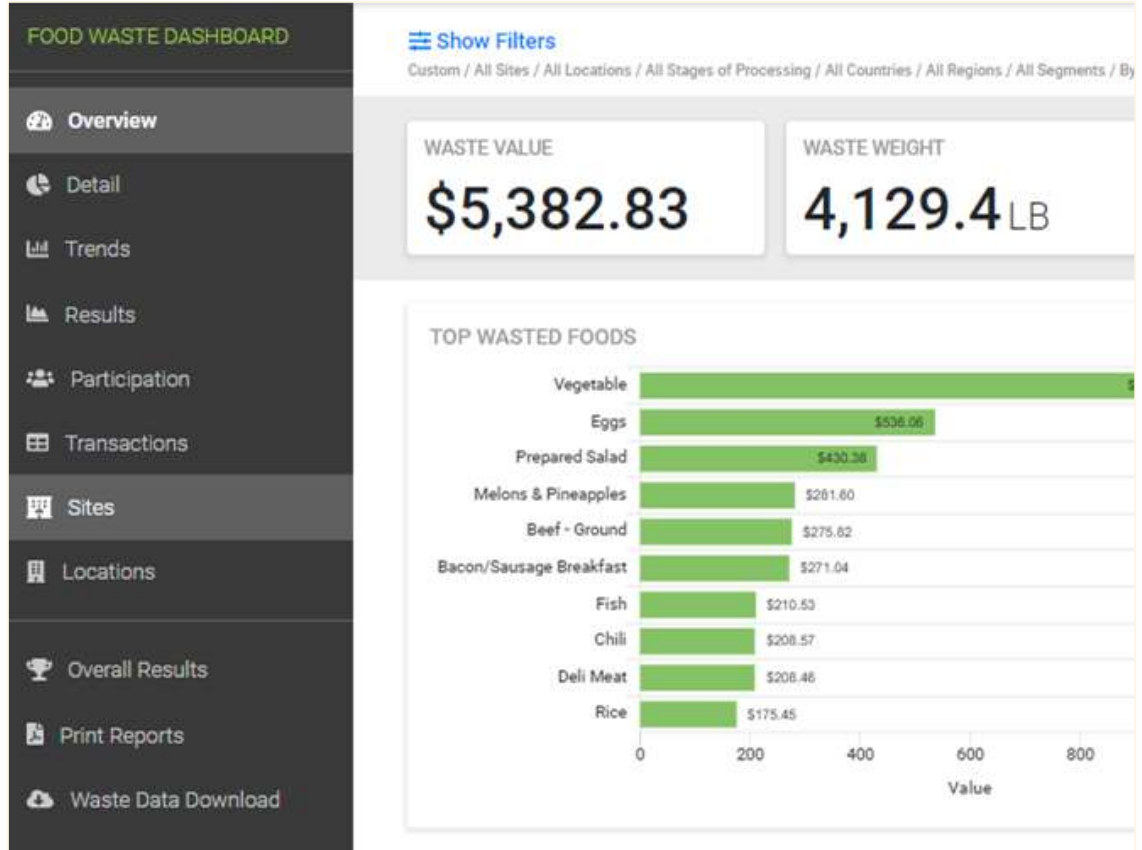 FOOD WASTE DASHBOARD
Overview
Detail
Trends
Results
Participation
Transactions
Sites
Locations
Overall Results
Print Reports
Waste Data Download
Show Filters
Custom / All Sites / All Locations / All Stages of Processing / All Countries / All Regions / All Segments / By
WASTE VALUE
$5,382.83
WASTE WEIGHT
4,129.4 LB
TOP WASTED FOODS
Vegetable $
Eggs $536.06
Prepared Salad $430.38
Melons & Pineapples $281.60
Beef - Ground $275.82
Bacon/Sausage Breakfast $271.04
Fish $210.53
Chili $208.57
Deli Meat $208.46
Rice $175.45
0 200 400 600 800
Value